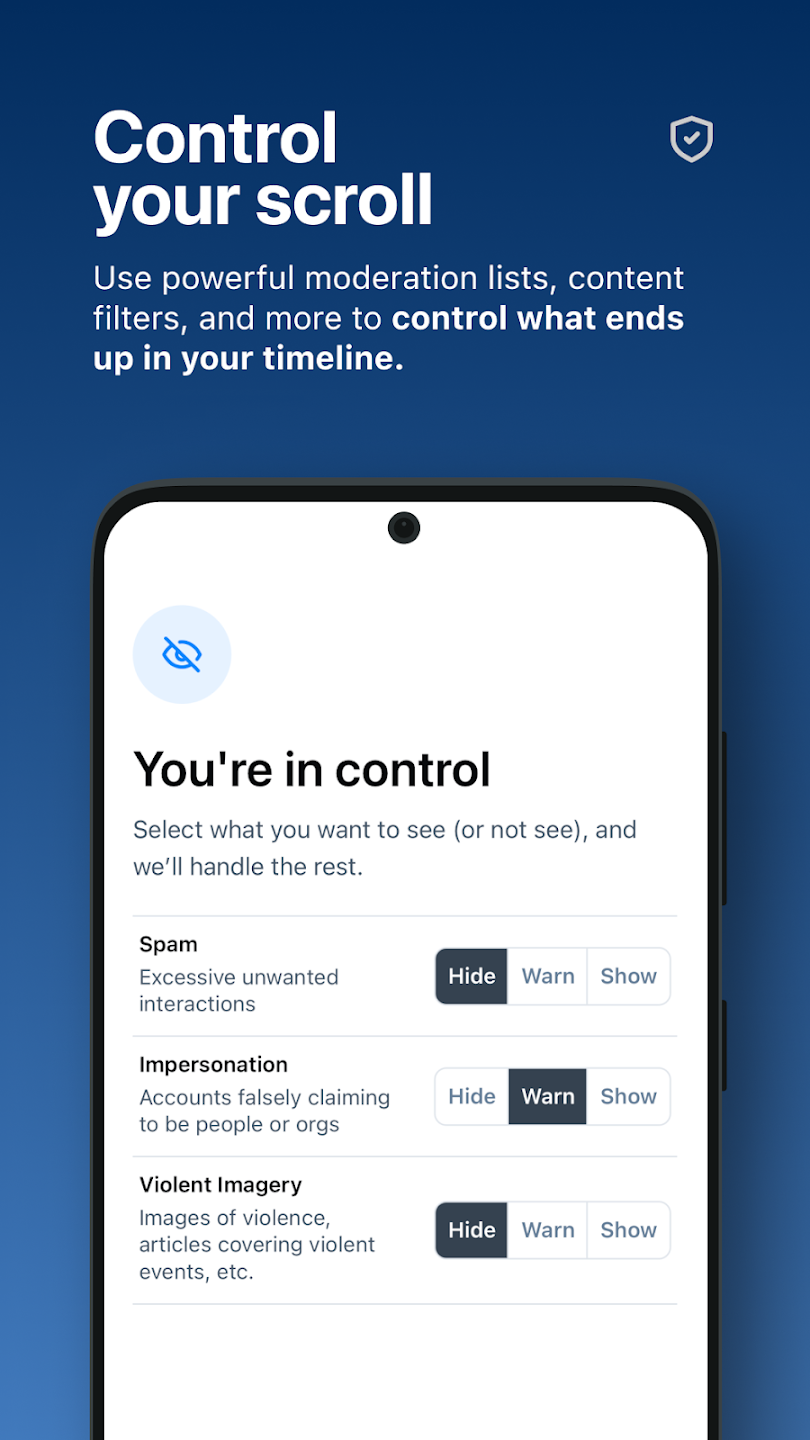 Control
your scroll
Use powerful moderation lists, content
filters, and more to control what ends
up in your timeline.
You're in control
Select what you want to see (or not see), and
we’ll handle the rest.
Spam
Excessive unwanted
interactions
Hide Warn Show
Impersonation
Accounts falsely claiming
to be people or orgs
Hide Warn Show
Violent Imagery
Images of violence,
articles covering violent
events, etc.
Hide Warn Show